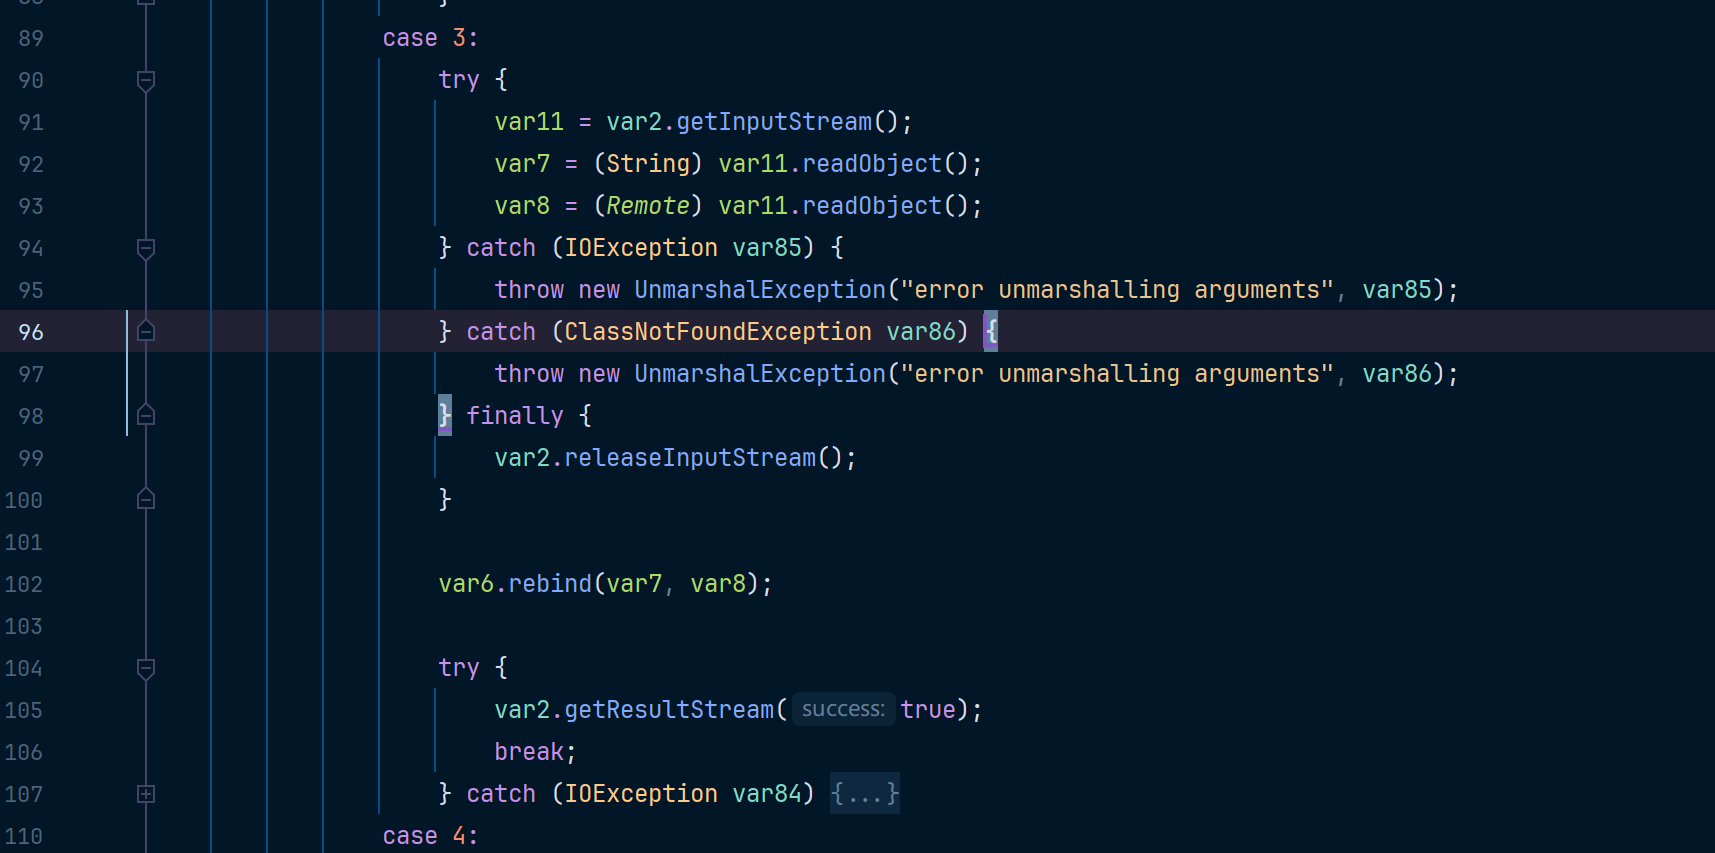 88 }
89 case 3:
90 try {
91 var11 = var2.getInputStream();
92 var7 = (String) var11.readObject();
93 var8 = (Remote) var11.readObject();
94 } catch (IOException var85) {
95 throw new UnmarshalException("error unmarshalling arguments", var85);
96 } catch (ClassNotFoundException var86) {
97 throw new UnmarshalException("error unmarshalling arguments", var86);
98 } finally {
99 var2.releaseInputStream();
100 }
101
102 var6.rebind(var7, var8);
103
104 try {
105 var2.getResultStream( success: true);
106 break;
107 } catch (IOException var84) {...}
110 case 4: